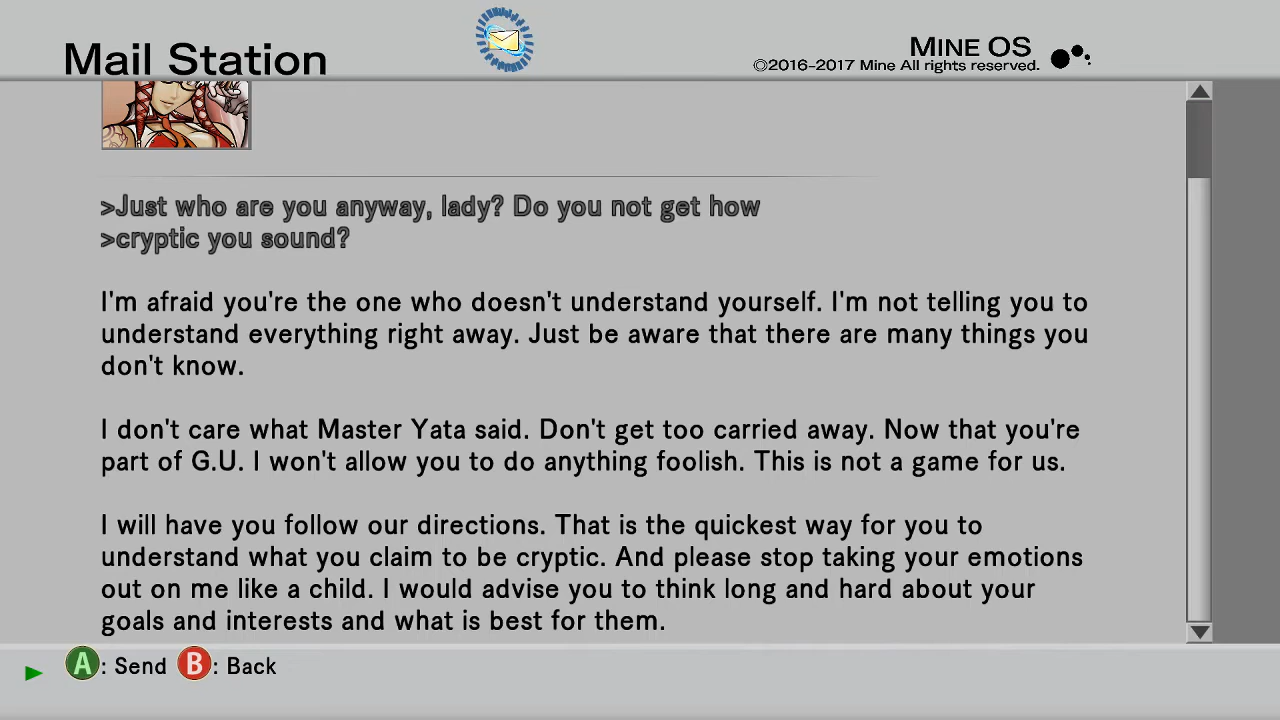 Mail Station
MINE OS
©2016-2017 Mine All rights reserved.
>Just who are you anyway, lady? Do you not get how
>cryptic you sound?
I'm afraid you're the one who doesn't understand yourself. I'm not telling you to
understand everything right away. Just be aware that there are many things you
don't know.
I don't care what Master Yata said. Don't get too carried away. Now that you're
part of G.U. I won't allow you to do anything foolish. This is not a game for us.
I will have you follow our directions. That is the quickest way for you to
understand what you claim to be cryptic. And please stop taking your emotions
out on me like a child. I would advise you to think long and hard about your
goals and interests and what is best for them.
A: Send B: Back